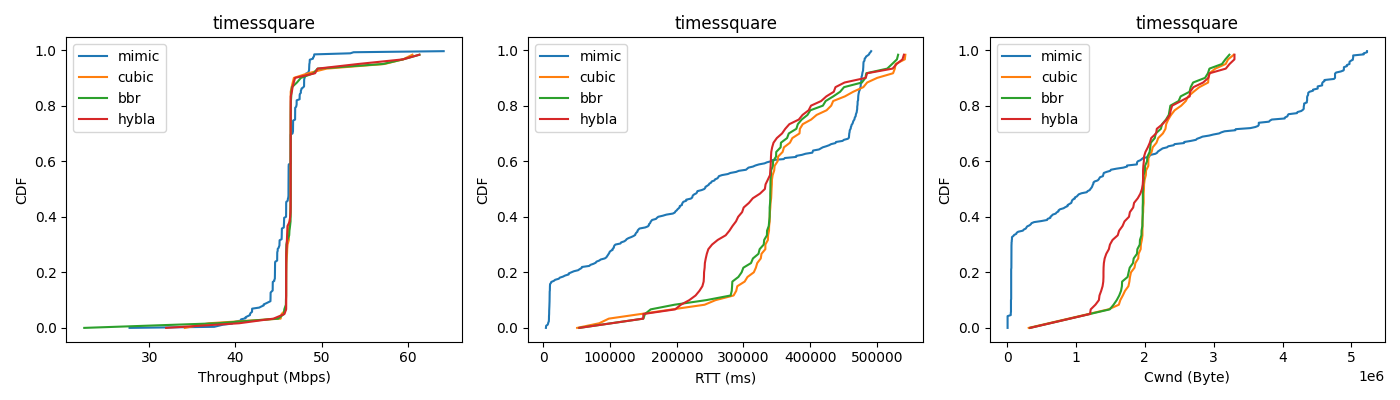 timessquare
CDF
1.0
0.8
0.6
0.4
0.2
0.0
mimic
cubic
bbr
hybla
30 40 50 60
Throughput (Mbps)
timessquare
CDF
1.0
0.8
0.6
0.4
0.2
0.0
mimic
cubic
bbr
hybla
0 100000 200000 300000 400000 500000
RTT (ms)
timessquare
CDF
1.0
0.8
0.6
0.4
0.2
0.0
mimic
cubic
bbr
hybla
0 1 2 3 4 5
1e6
Cwnd (Byte)